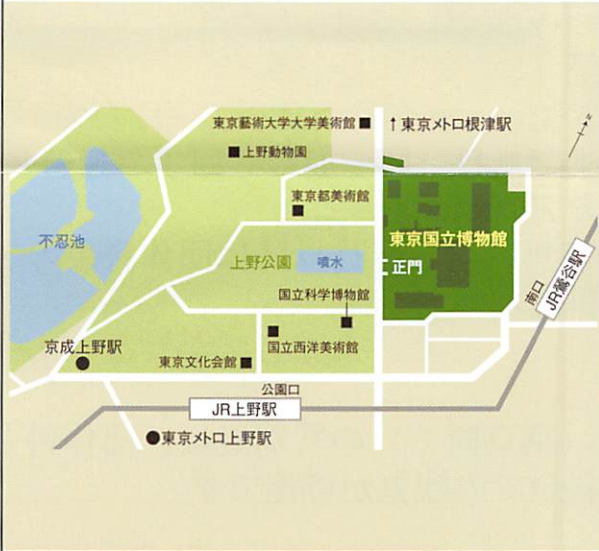 東京藝術大学大学美術館
↑東京メトロ根津駅
N
上野動物園
東京都美術館
不忍池
東京国立博物館
上野公園
噴水
正門
国立科学博物館
南口
JR鶯谷駅
京成上野駅
国立西洋美術館
東京文化会館
公園口
JR上野駅
東京メトロ上野駅